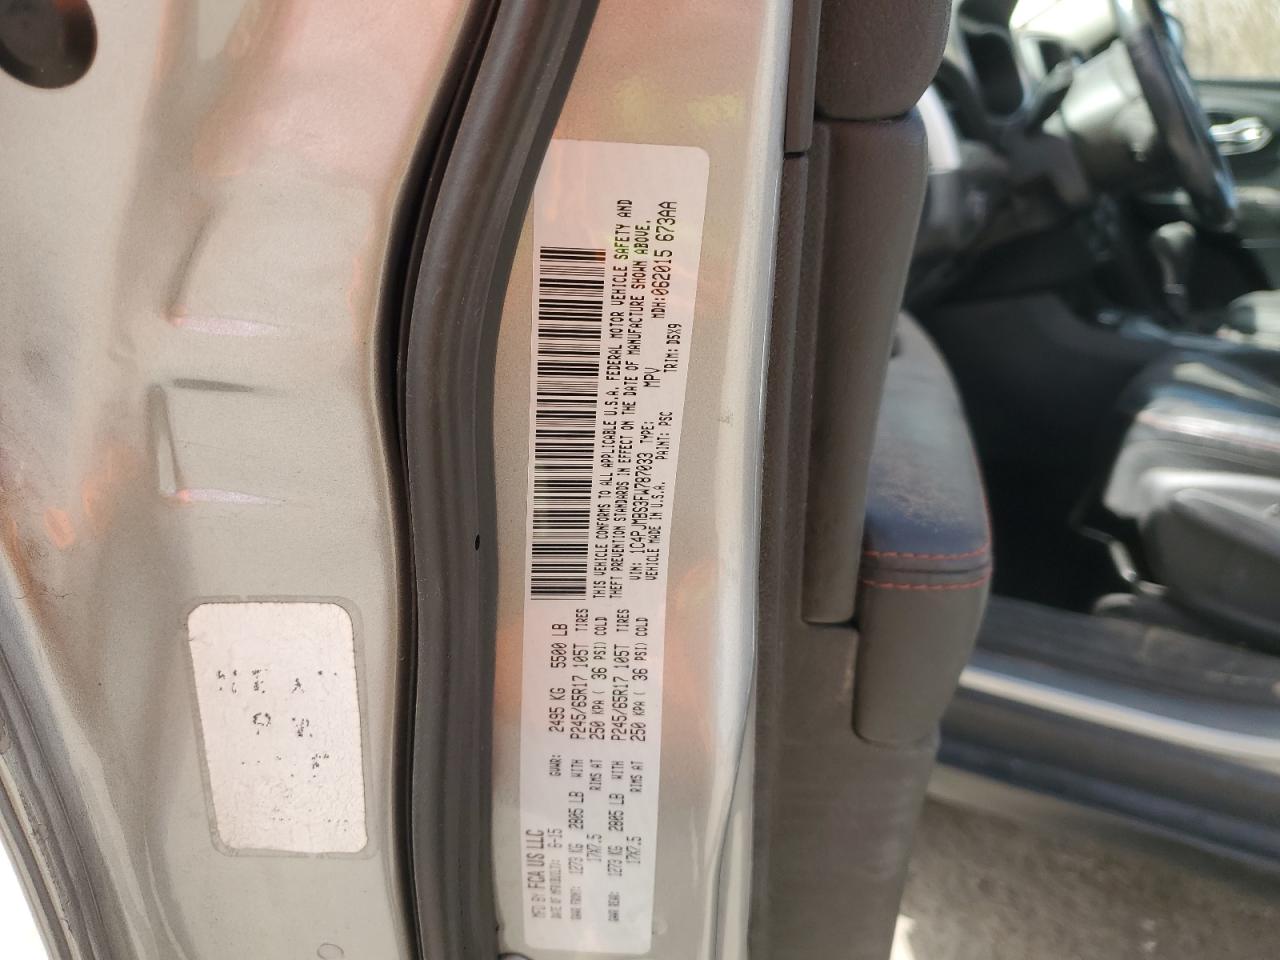 MFD BY FCA US LLC
DATE OF MFR(BUILT): 6-15 GVWR: 2495 KG 5500 LB
GAWR FRONT: 1273 KG 2805 LB WITH P245/65R17 105T TIRES
17X7.5 RIMS AT 250 KPA ( 36 PSI) COLD
GAWR REAR: 1273 KG 2805 LB WITH P245/65R17 105T TIRES
17X7.5 RIMS AT 250 KPA ( 36 PSI) COLD
THIS VEHICLE CONFORMS TO ALL APPLICABLE U.S.A. FEDERAL MOTOR VEHICLE SAFETY AND
THEFT PREVENTION STANDARDS IN EFFECT ON THE DATE OF MANUFACTURE SHOWN ABOVE.
VIN: 1C4PJMBS3FW787033 TYPE: MPV MDH:062015 673AA
VEHICLE MADE IN U.S.A. PAINT: PSC TRIM: D5X9